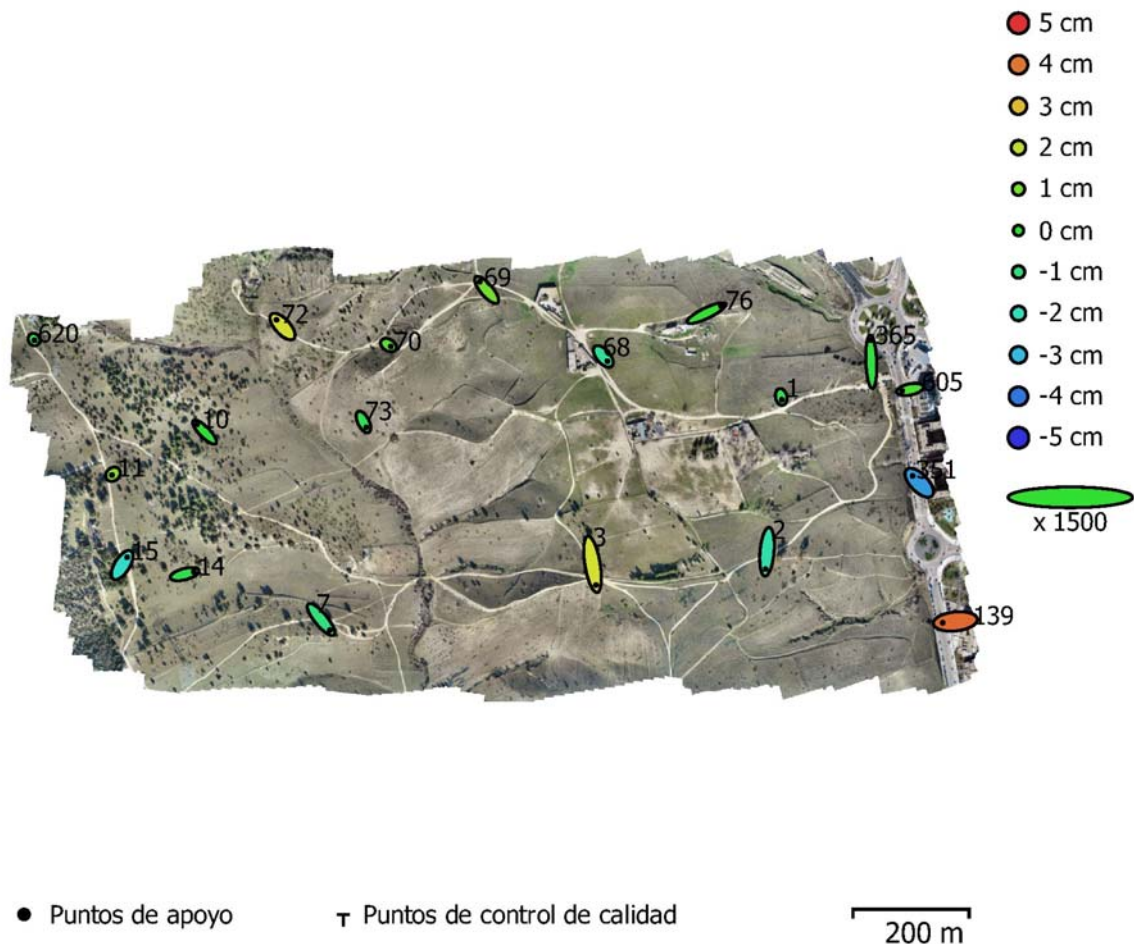 5 cm
4 cm
3 cm
2 cm
1 cm
0 cm
-1 cm
-2 cm
-3 cm
-4 cm
-5 cm
x 1500
69
76
72
365
620
70
68
605
1
10
73
11
351
3
2
15
14
7
139
Puntos de apoyo
Puntos de control de calidad
200 m